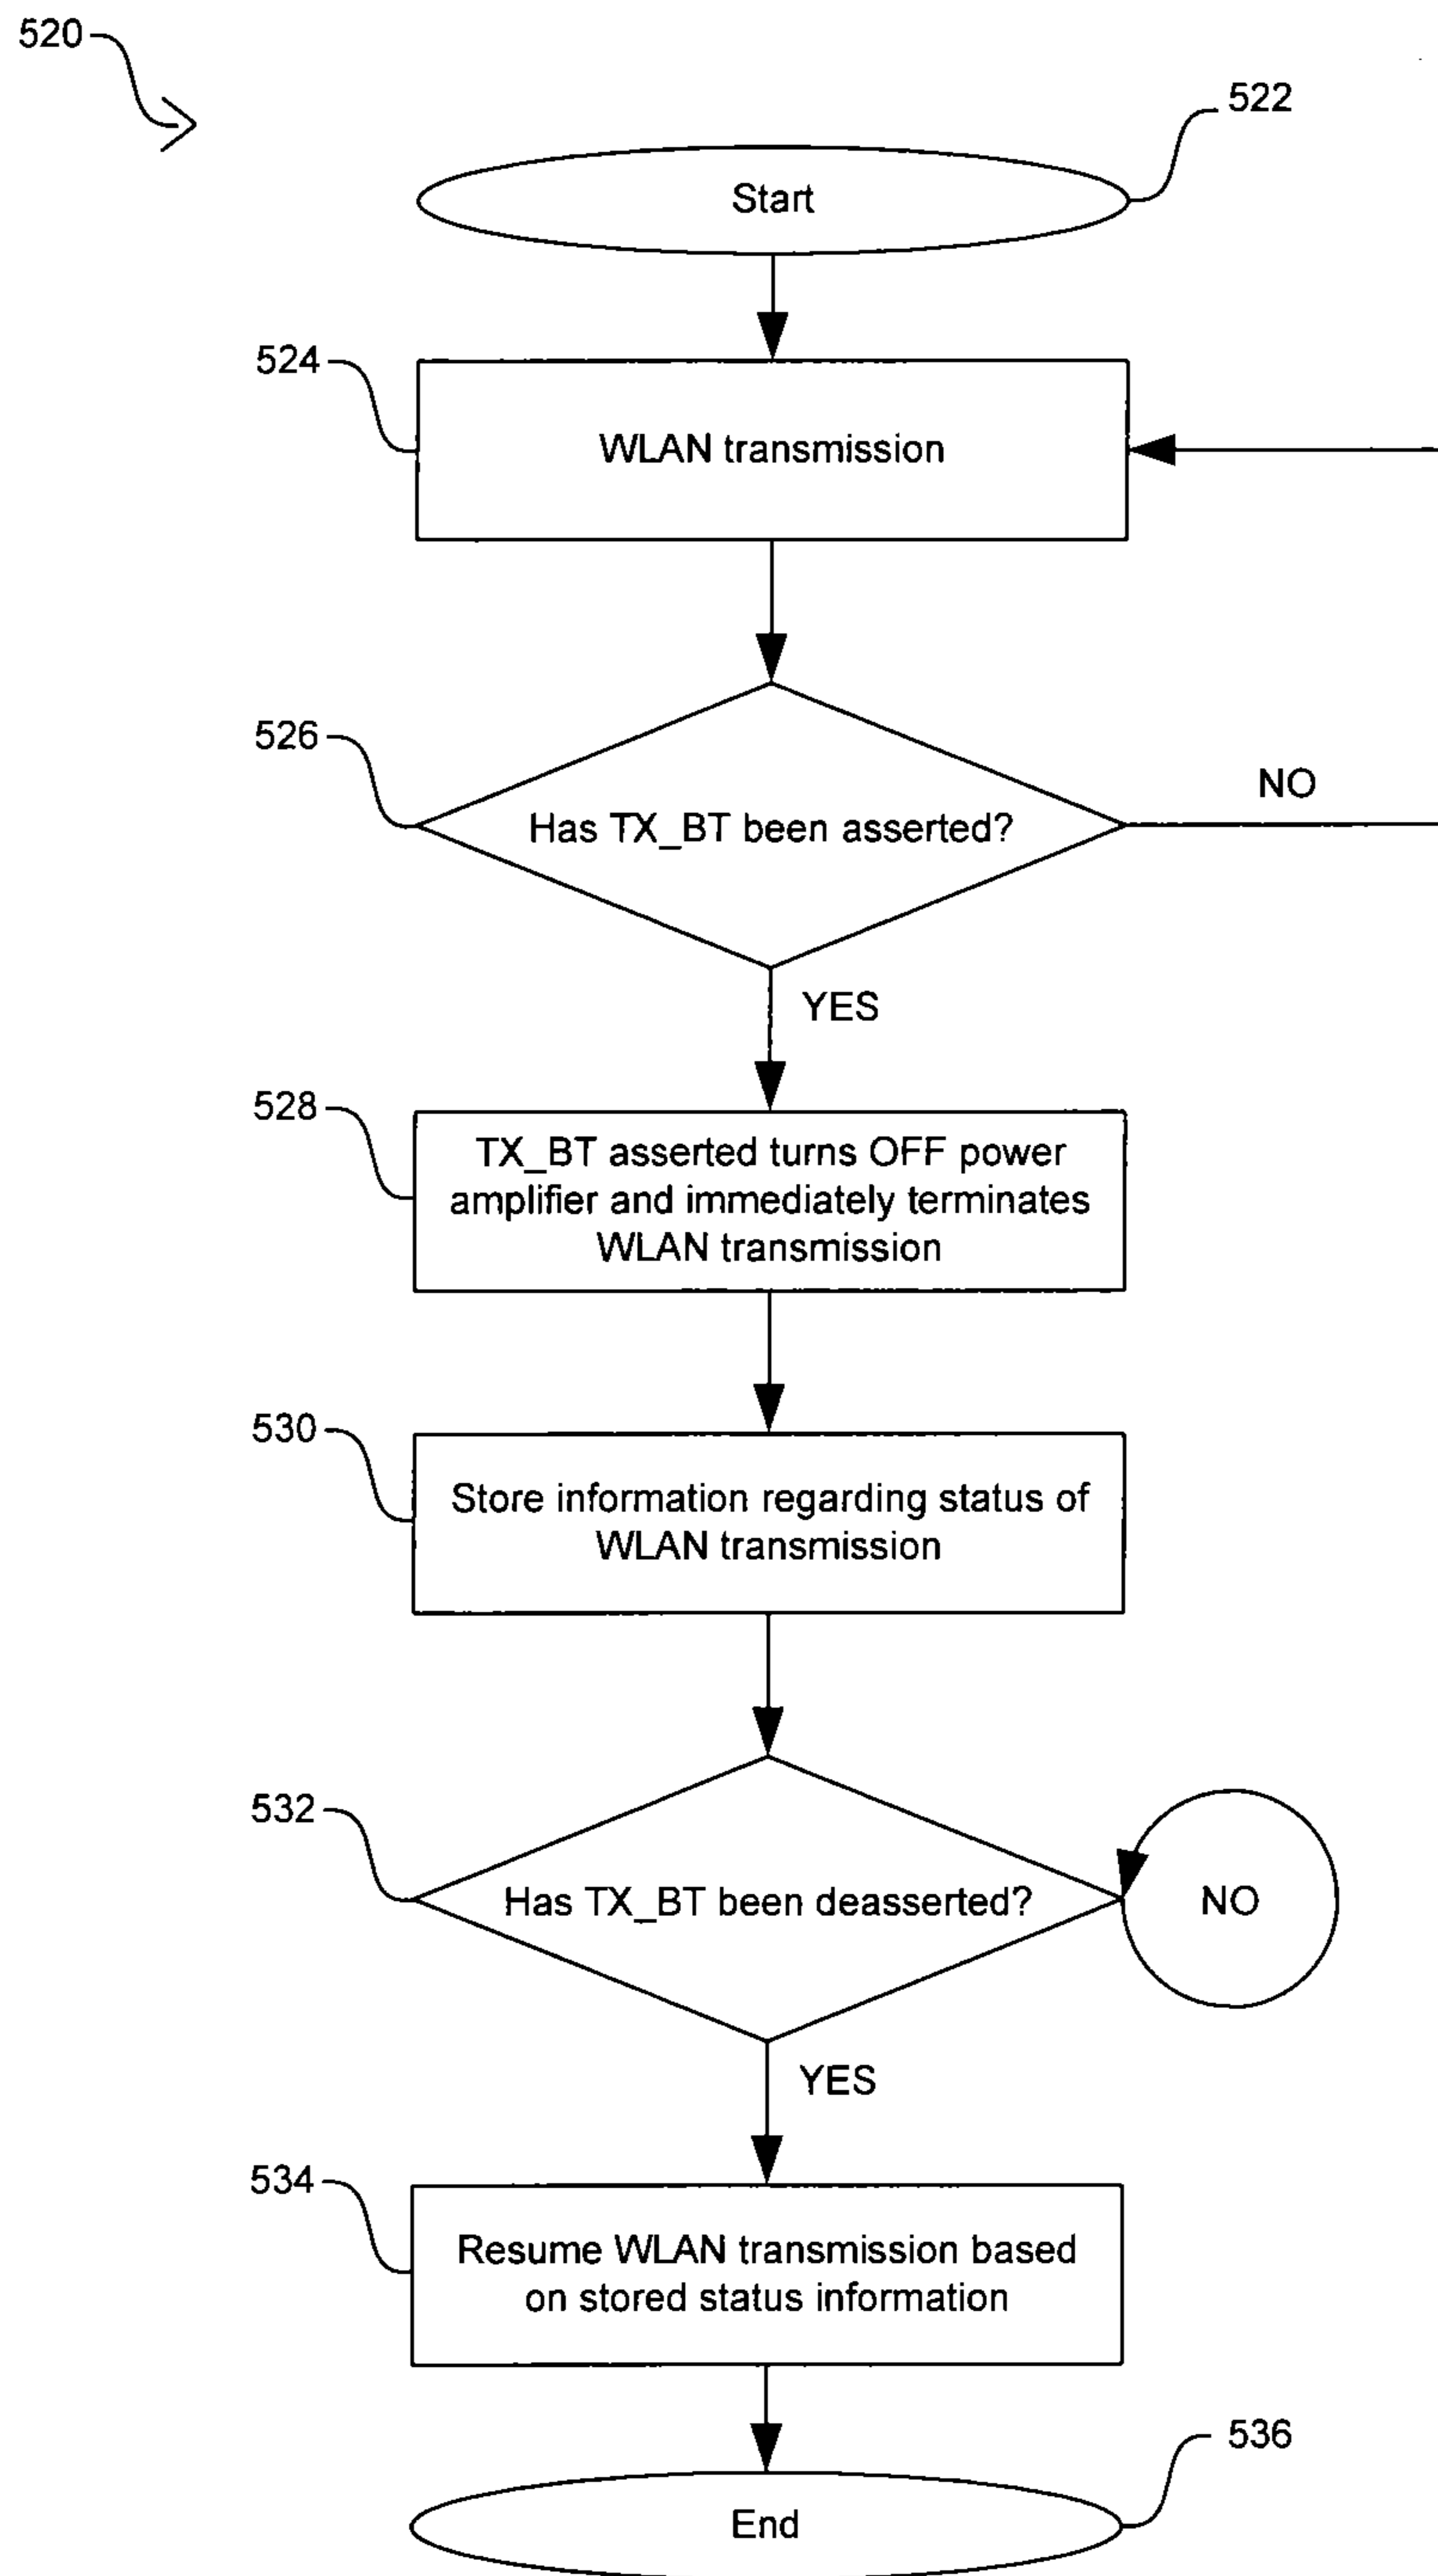 520
522
Start
524
WLAN transmission
526
Has TX_BT been asserted?
NO
YES
528
TX_BT asserted turns OFF power
amplifier and immediately terminates
WLAN transmission
530
Store information regarding status of
WLAN transmission
532
Has TX_BT been deasserted?
NO
YES
534
Resume WLAN transmission based
on stored status information
536
End